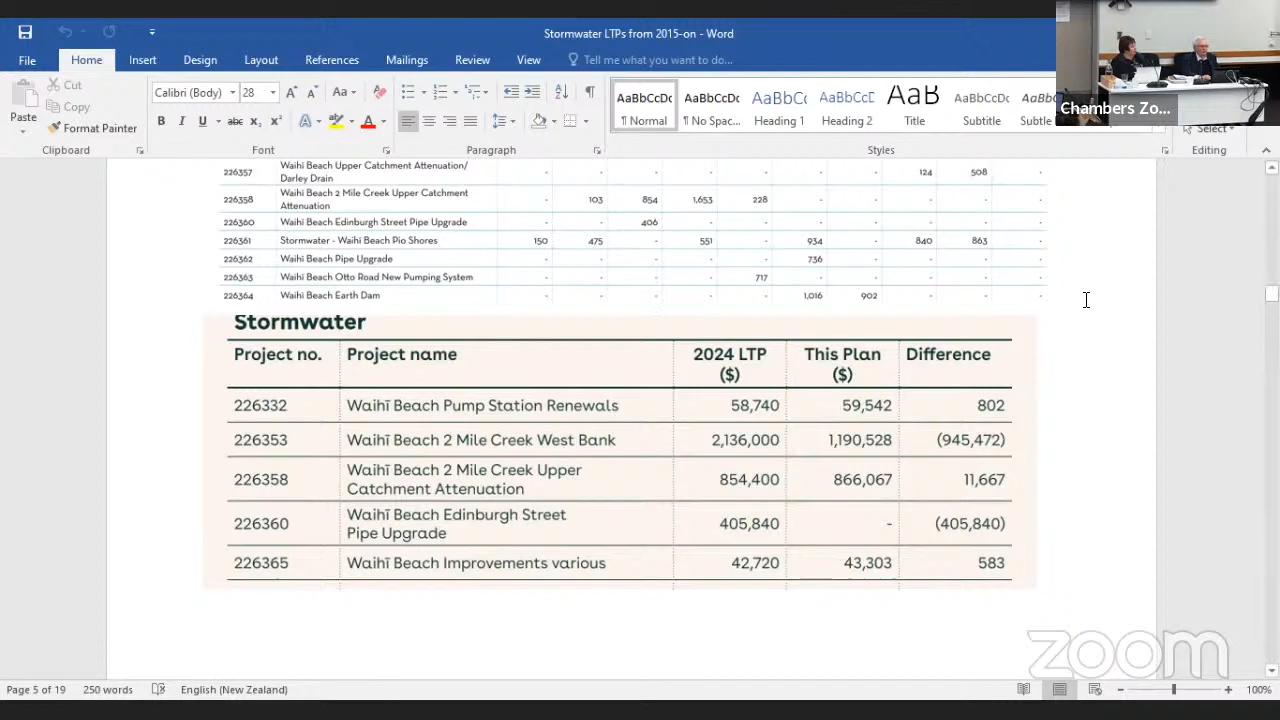 Stormwater LTPs from 2015-on - Word
File Home Insert Design Layout References Mailings Review View Tell me what you want to do...
Chambers Zo...
Paste
Cut
Copy
Format Painter
Clipboard
Calibri (Body) 28
Font
Paragraph
AaBbCcDc AaBbCcDc AaBbCc AaBbCcE AaB AaBbCcD
¶ Normal ¶ No Spac... Heading 1 Heading 2 Title Subtitle
Styles
Select
Editing
226357 Waihi Beach Upper Catchment Attenuation/ - - - - - - - 124 508 -
Darley Drain
226358 Waihi Beach 2 Mile Creek Upper Catchment - 103 854 1,653 228 - - - - -
Attenuation
226360 Waihi Beach Edinburgh Street Pipe Upgrade - - 406 - - - - - - -
226361 Stormwater - Waihi Beach Pio Shores 150 475 - 551 - 934 - 840 863 -
226362 Waihi Beach Pipe Upgrade - - - - - 736 - - - -
226363 Waihi Beach Otto Road New Pumping System - - - - 717 - - - - -
226364 Waihi Beach Earth Dam - - - - - 1,016 902 - - -
Stormwater
Project no. Project name 2024 LTP This Plan Difference
($) ($)
226332 Waihī Beach Pump Station Renewals 58,740 59,542 802
226353 Waihī Beach 2 Mile Creek West Bank 2,136,000 1,190,528 (945,472)
226358 Waihī Beach 2 Mile Creek Upper 854,400 866,067 11,667
Catchment Attenuation
226360 Waihī Beach Edinburgh Street 405,840 - (405,840)
Pipe Upgrade
226365 Waihī Beach Improvements various 42,720 43,303 583
zoom
Page 5 of 19 250 words English (New Zealand) 100%